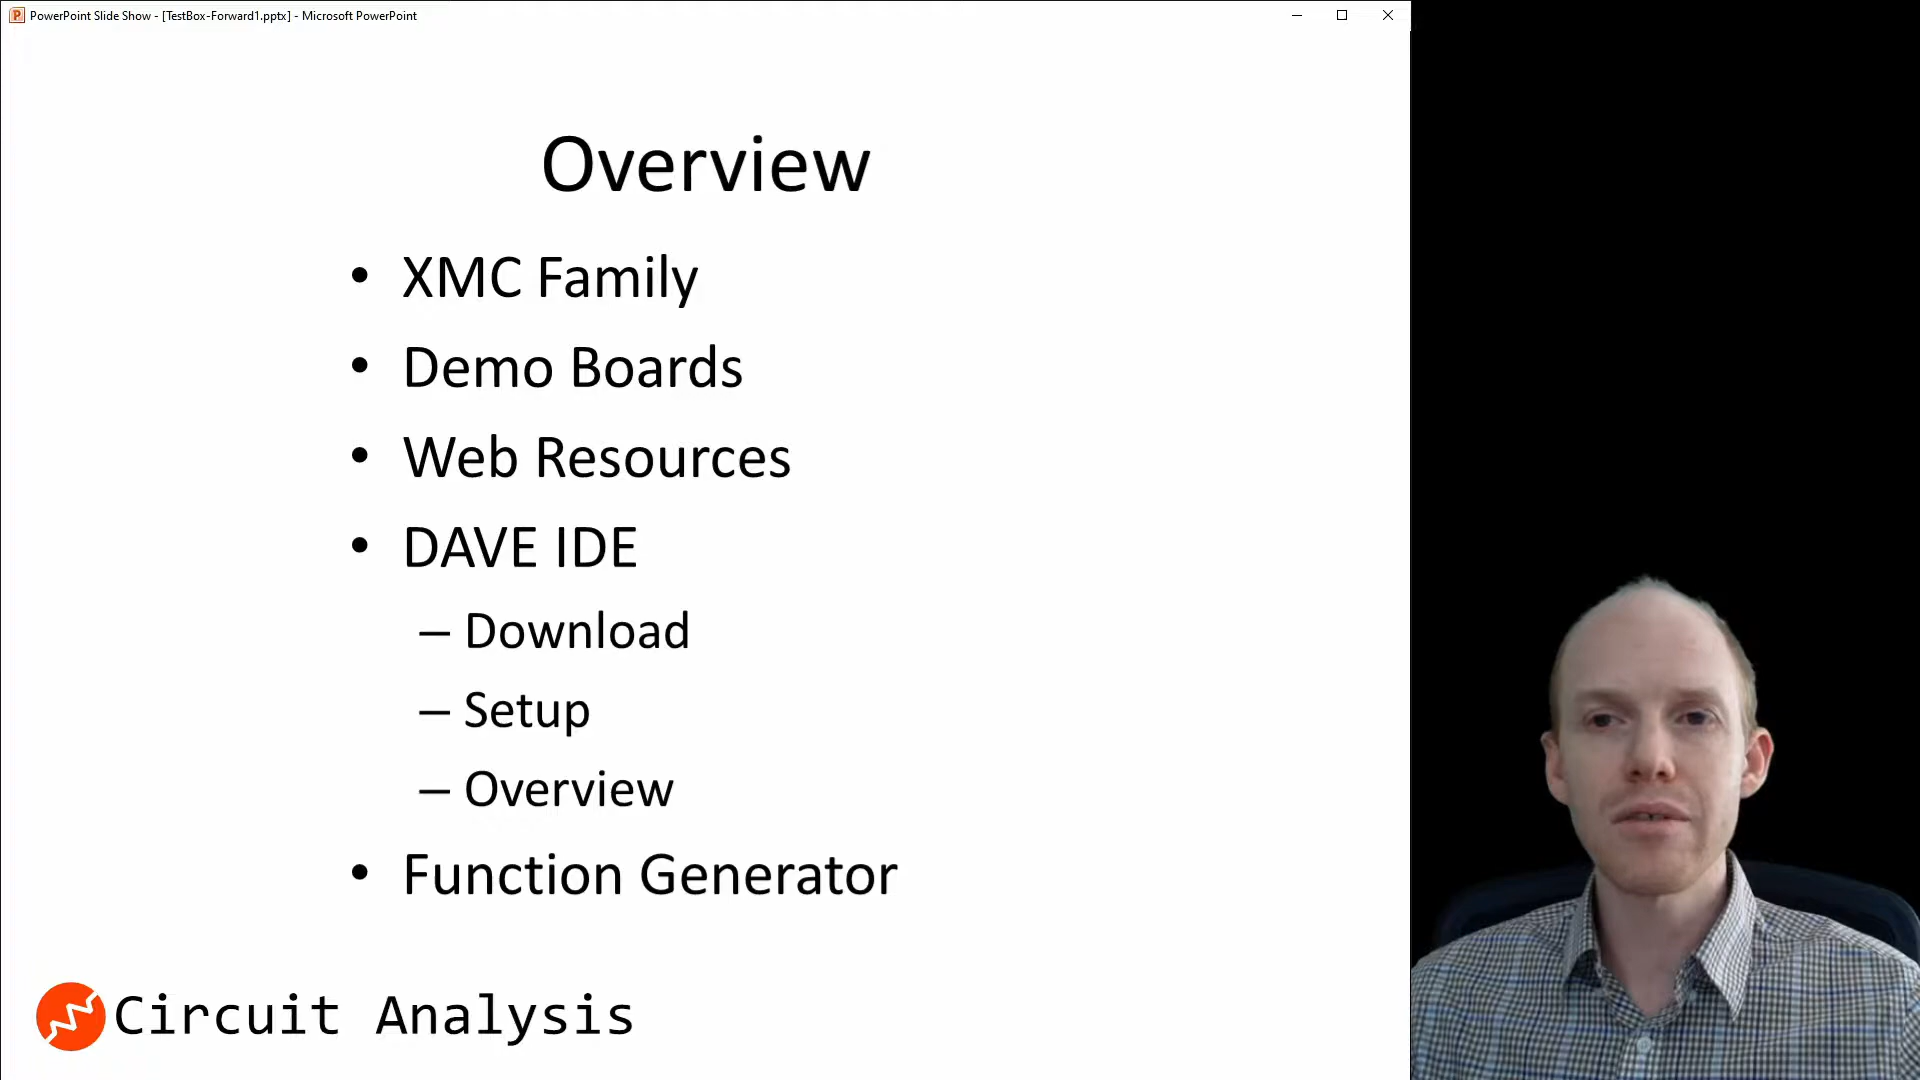 PowerPoint Slide Show - [TestBox-Forward1.pptx] - Microsoft PowerPoint
Overview
• XMC Family
• Demo Boards
• Web Resources
• DAVE IDE
– Download
– Setup
– Overview
• Function Generator
Circuit Analysis